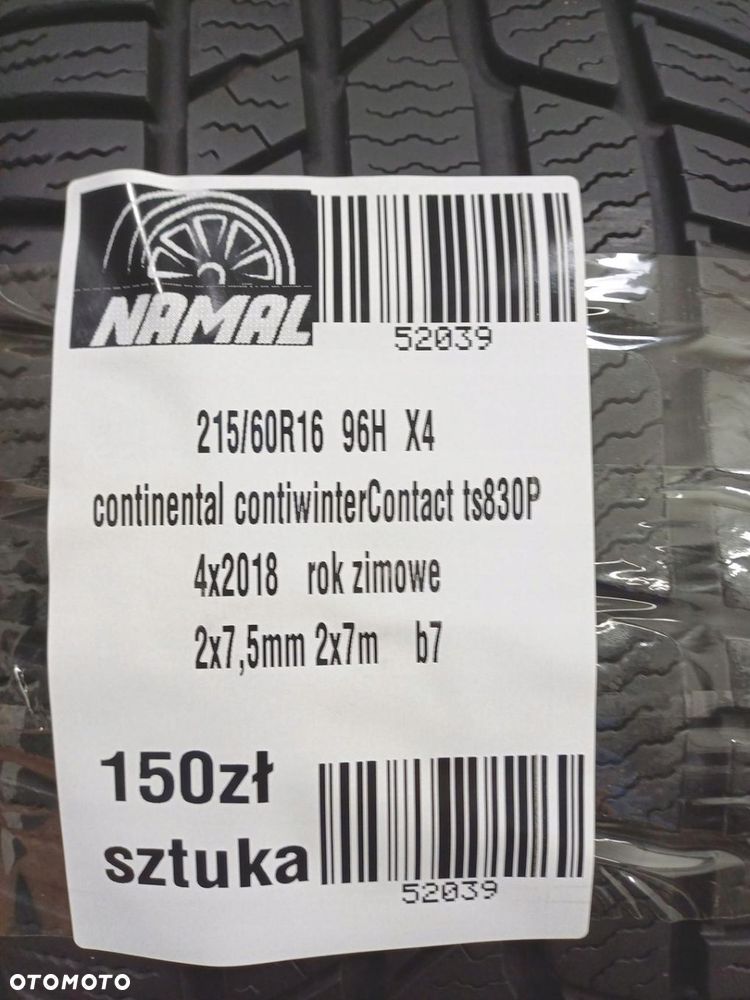 NAMAL
52039
215/60R16 96H X4
continental contiwinterContact ts830P
4x2018 rok zimowe
2x7,5mm 2x7m b7
150zł
sztuka
52039
OTOMOTO